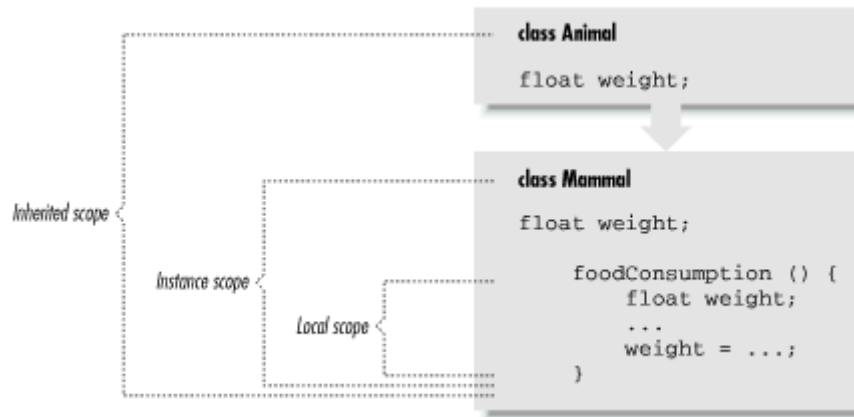 class Animal
float weight;
class Mammal
float weight;
foodConsumption () {
float weight;
...
weight = ...;
}
Inherited scope
Instance scope
Local scope